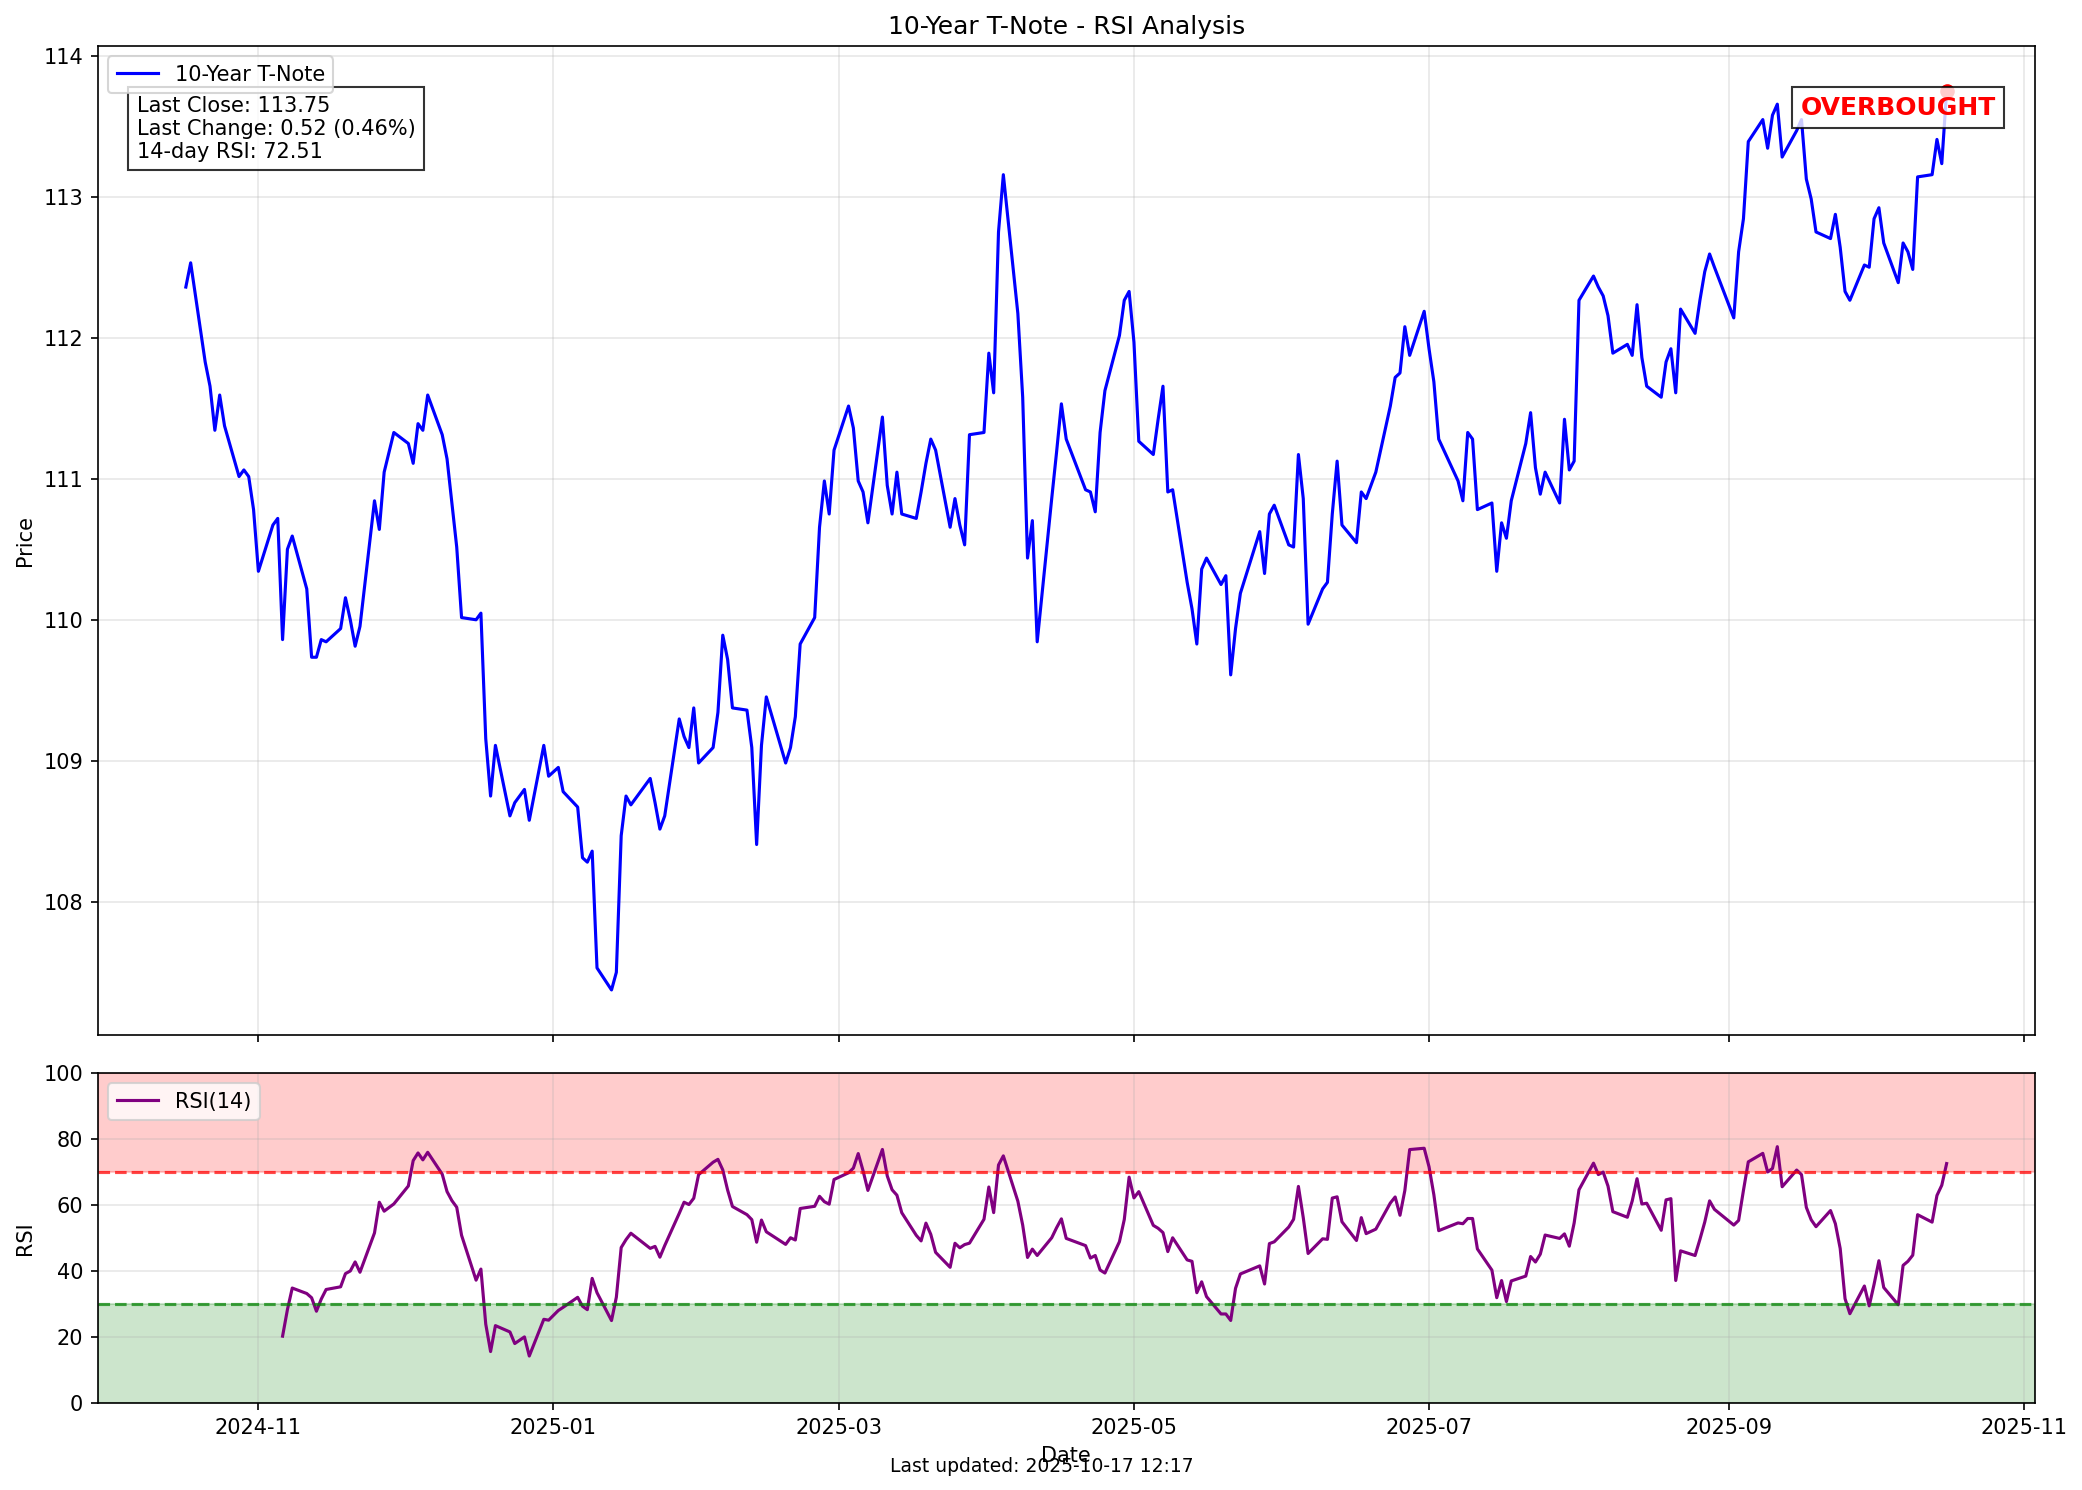 10-Year T-Note - RSI Analysis
10-Year T-Note
Last Close: 113.75
Last Change: 0.52 (0.46%)
14-day RSI: 72.51
OVERBOUGHT
Price
114
113
112
111
110
109
108
RSI(14)
RSI
100
80
60
40
20
0
2024-11
2025-01
2025-03
2025-05
2025-07
2025-09
2025-11
Date
Last updated: 2025-10-17 12:17